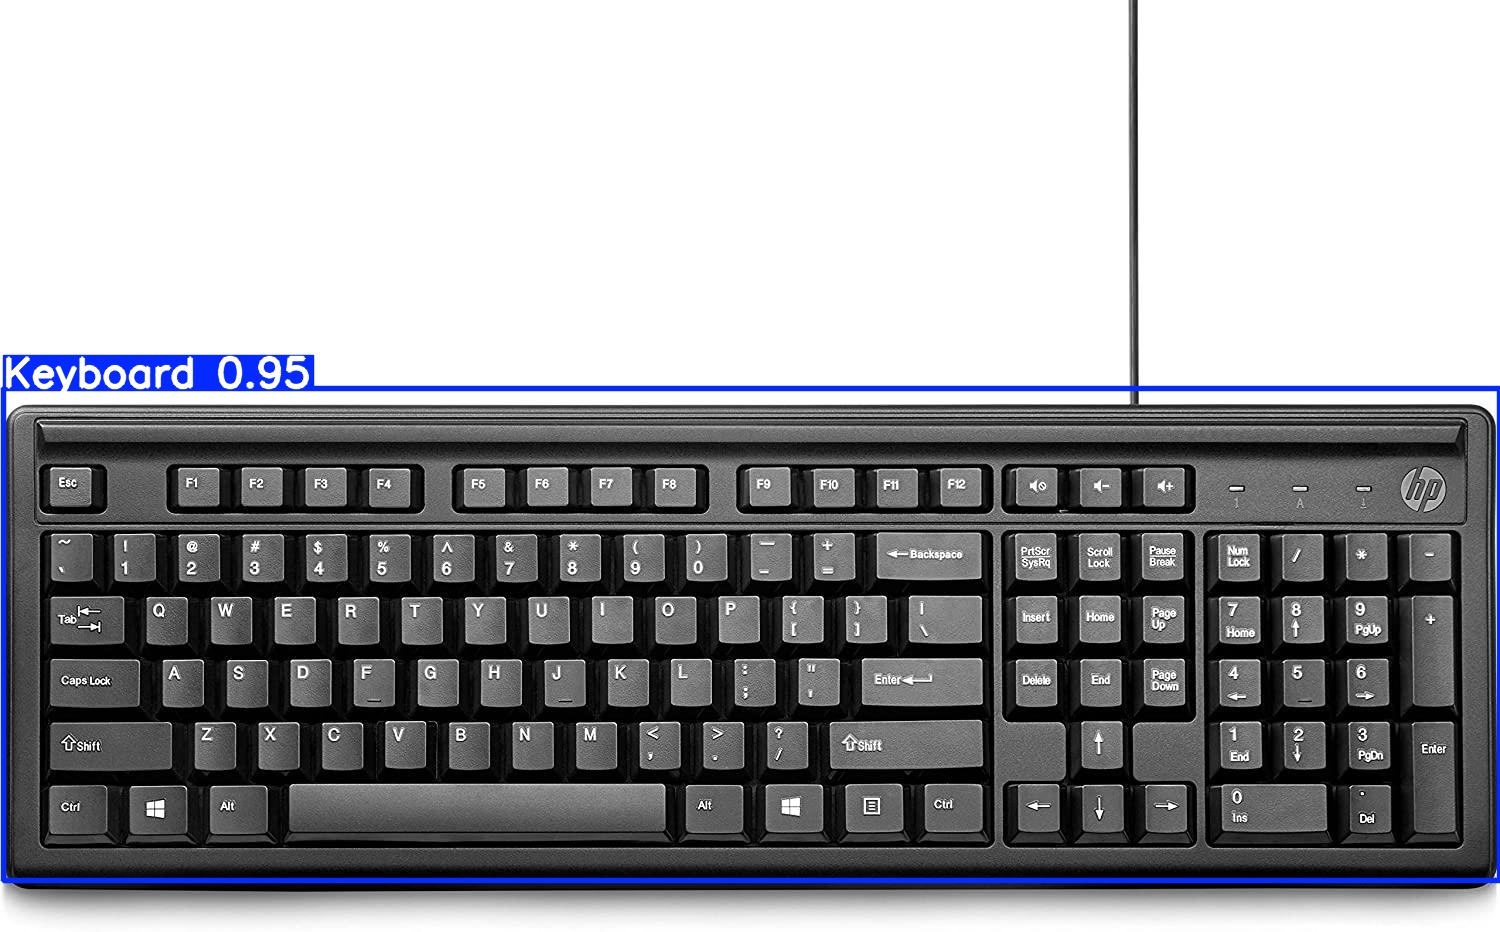 Keyboard 0.95
Esc F1 F2 F3 F4 F5 F6 F7 F8 F9 F10 F11 F12 - +
1 A hp
~ ! @ # $ % ^ & * ( ) — + ←Backspace PrtScr Scroll Pause Num / * -
` 1 2 3 4 5 6 7 8 9 0 _ = SysRq Lock Break Lock
Tab Q W E R T Y U I O P { } | Insert Home Page 7 8 9 +
[ ] \ Up Home ↑ PgUp
Caps Lock A S D F G H J K L : " Enter Delete End Page 4 5 6
_ _ ; ' Down ← _ →
Shift Z X C V B N M < > ? Shift ↑ 1 2 3 Enter
, . / End ↓ PgDn
Ctrl Alt Alt Ctrl ← ↓ → 0 .
Ins Del